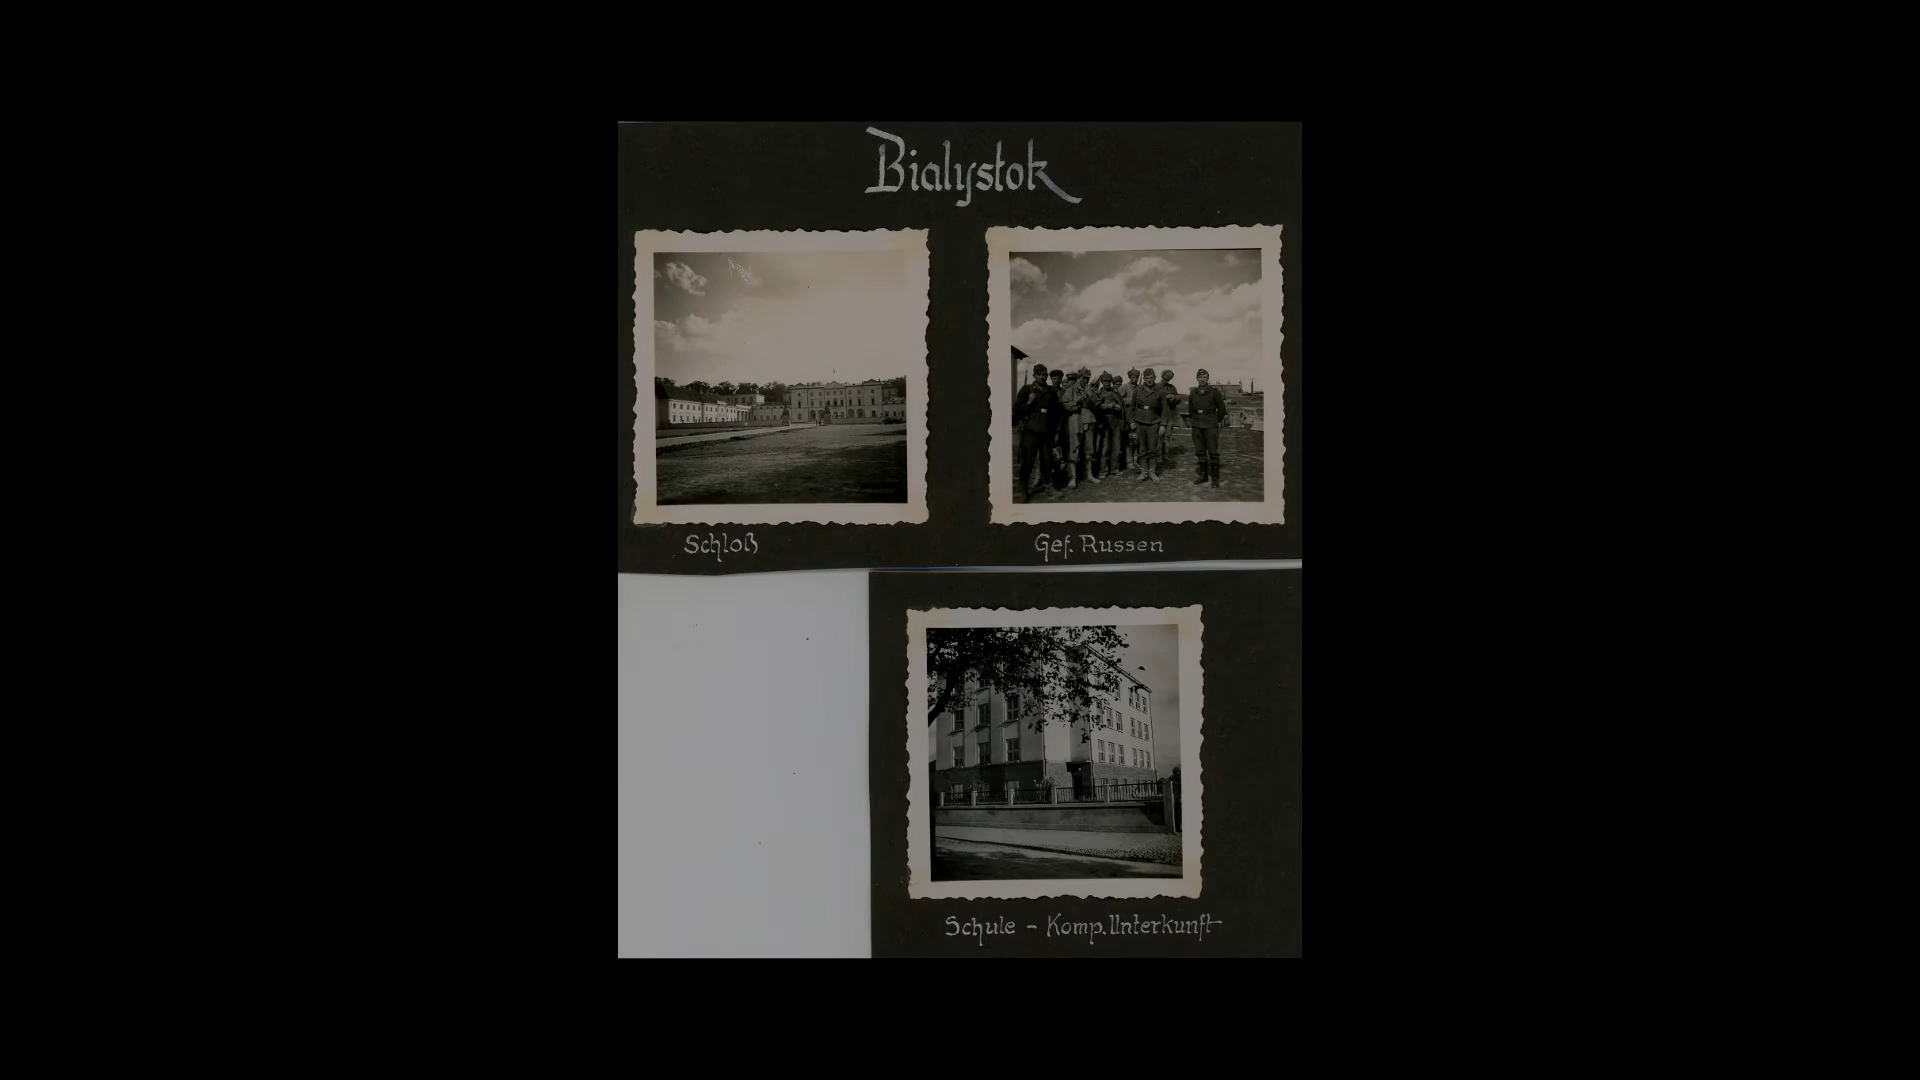 Bialystok
Schloß
Gef. Russen
Schule - Komp. Unterkunft